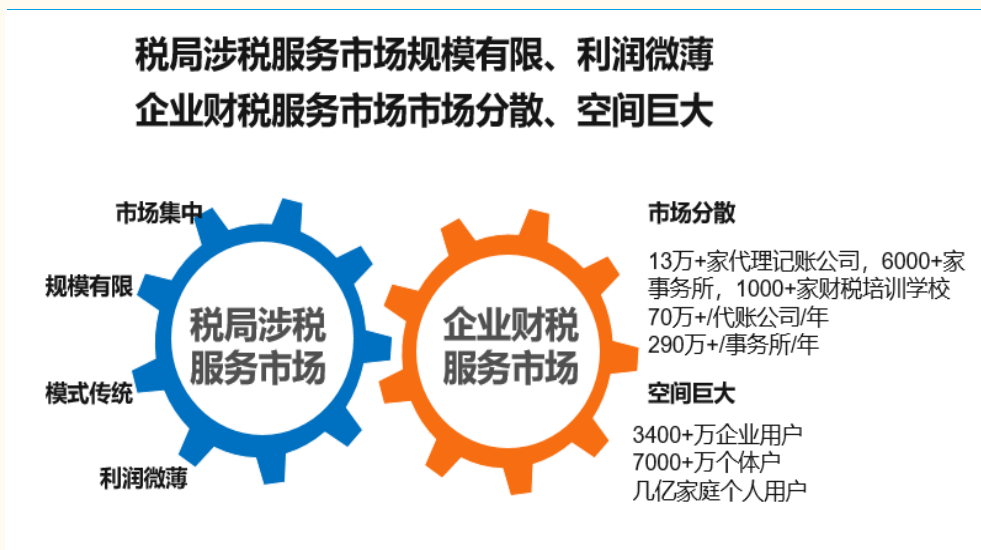 税局涉税服务市场规模有限、利润微薄
企业财税服务市场市场分散、空间巨大
市场集中
规模有限
模式传统
利润微薄
税局涉税
服务市场
企业财税
服务市场
市场分散
13万+家代理记账公司，6000+家
事务所，1000+家财税培训学校
70万+/代账公司/年
290万+/事务所/年
空间巨大
3400+万企业用户
7000+万个体户
几亿家庭个人用户